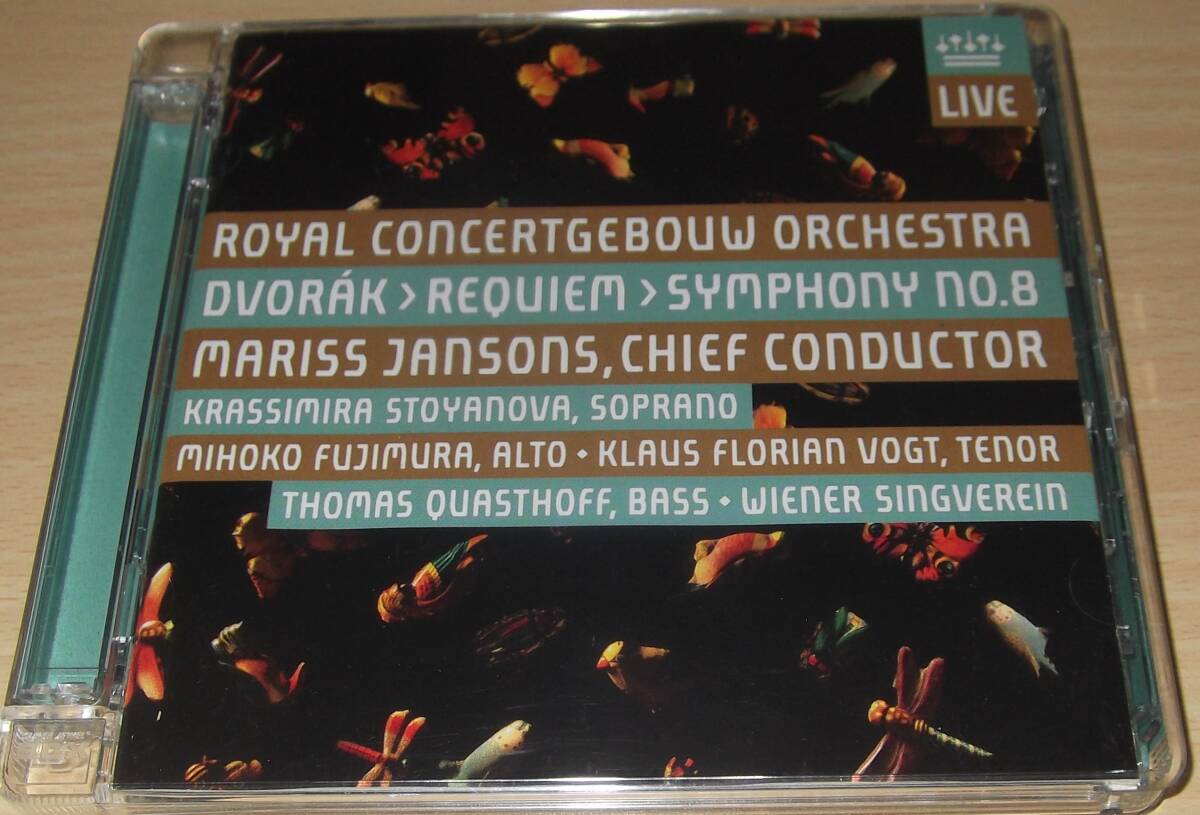 LIVE
ROYAL CONCERTGEBOUW ORCHESTRA
DVORÁK > REQUIEM > SYMPHONY NO.8
MARISS JANSONS, CHIEF CONDUCTOR
KRASSIMIRA STOYANOVA, SOPRANO
MIHOKO FUJIMURA, ALTO • KLAUS FLORIAN VOGT, TENOR
THOMAS QUASTHOFF, BASS • WIENER SINGVEREIN